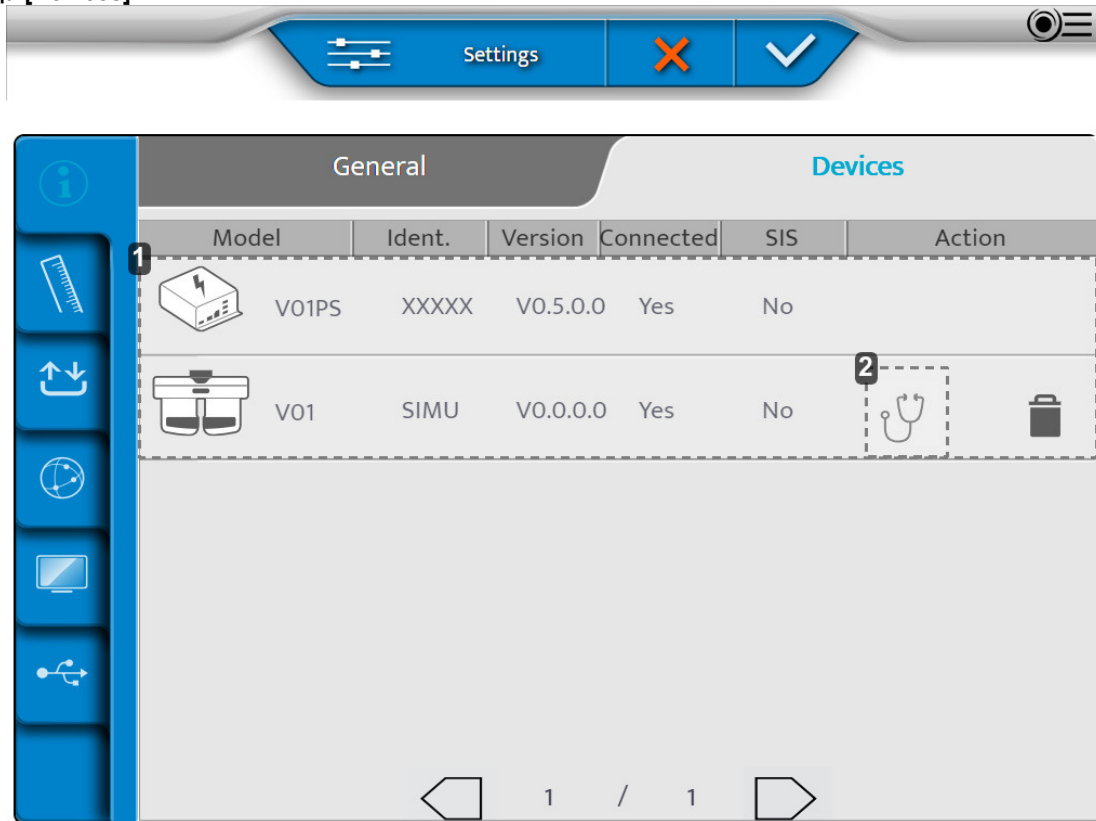 Settings
General Devices
Model Ident. Version Connected SIS Action
1
V01PS XXXXX V0.5.0.0 Yes No
2
V01 SIMU V0.0.0.0 Yes No
1 / 1